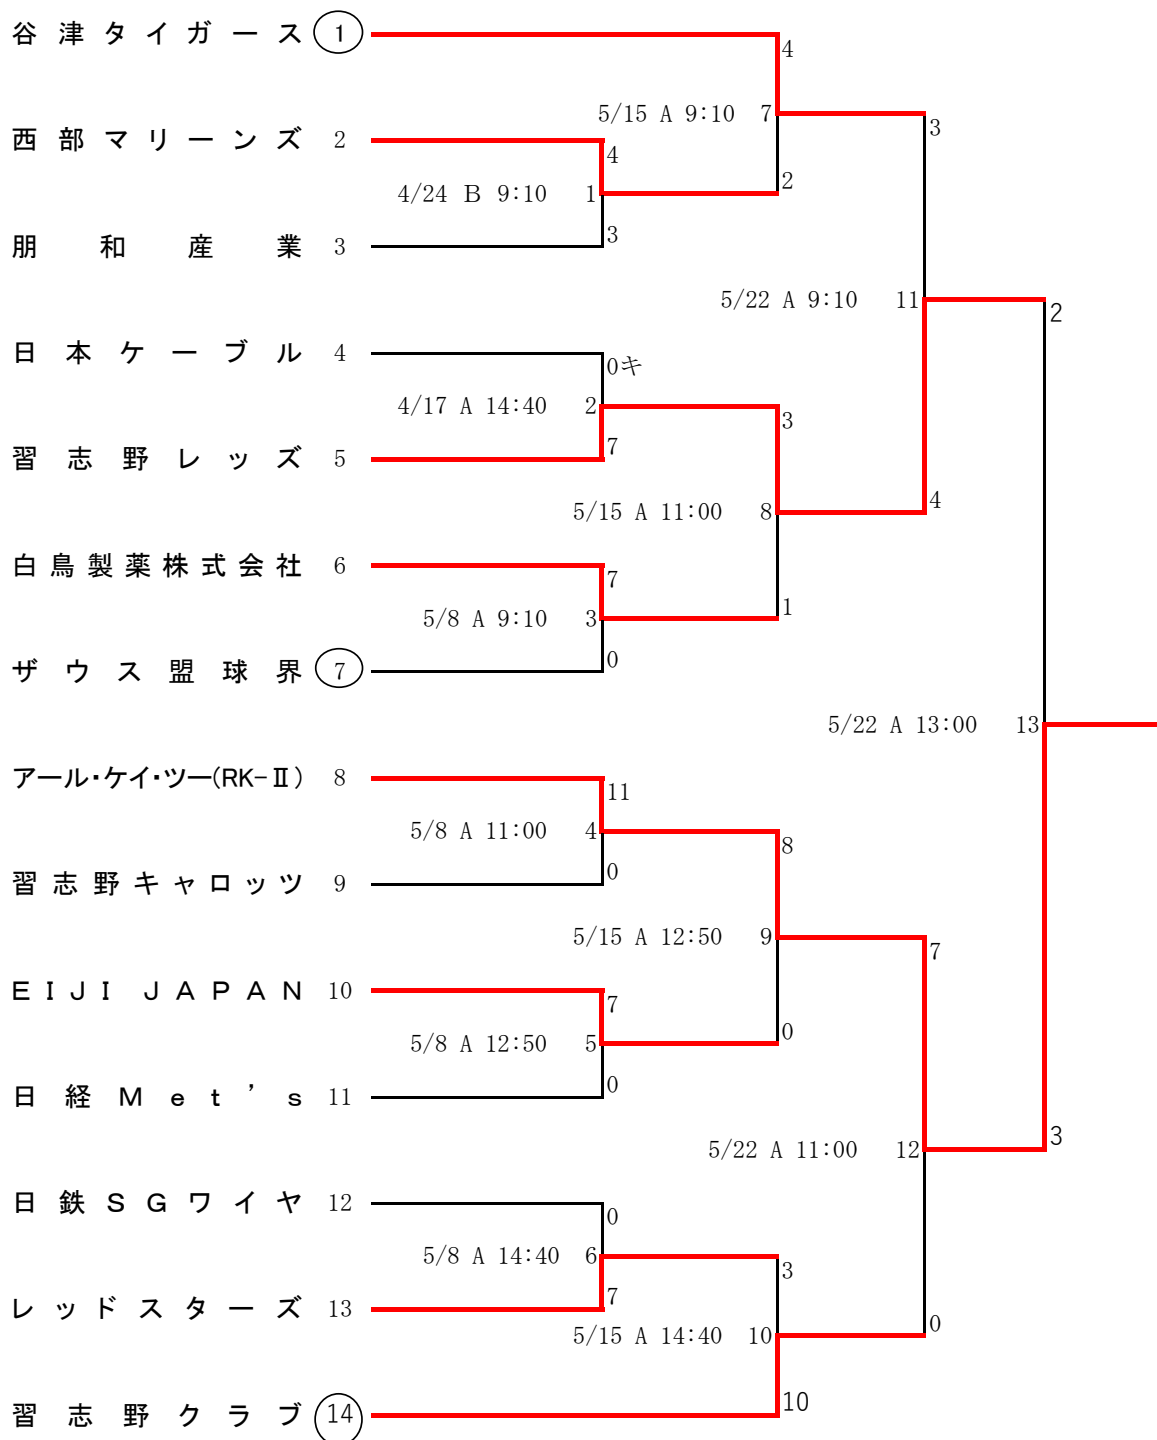 谷津タイガース 1
4
5/15 A 9:10 7
3
西部マリーンズ 2
4
2
4/24 B 9:10 1
3
朋和産業 3
5/22 A 9:10 11
2
日本ケーブル 4
0キ
4/17 A 14:40 2
3
7
習志野レッズ 5
4
5/15 A 11:00 8
白鳥製薬株式会社 6
7
1
5/8 A 9:10 3
0
ザウス盟球界 7
5/22 A 13:00 13
アール・ケイ・ツー(RK-Ⅱ) 8
11
5/8 A 11:00 4
8
0
習志野キャロッツ 9
5/15 A 12:50 9
7
EIJI JAPAN 10
7
0
5/8 A 12:50 5
0
日経Met's 11
3
5/22 A 11:00 12
日鉄SGワイヤ 12
0
5/8 A 14:40 6
3
7
レッドスターズ 13
0
5/15 A 14:40 10
10
習志野クラブ 14